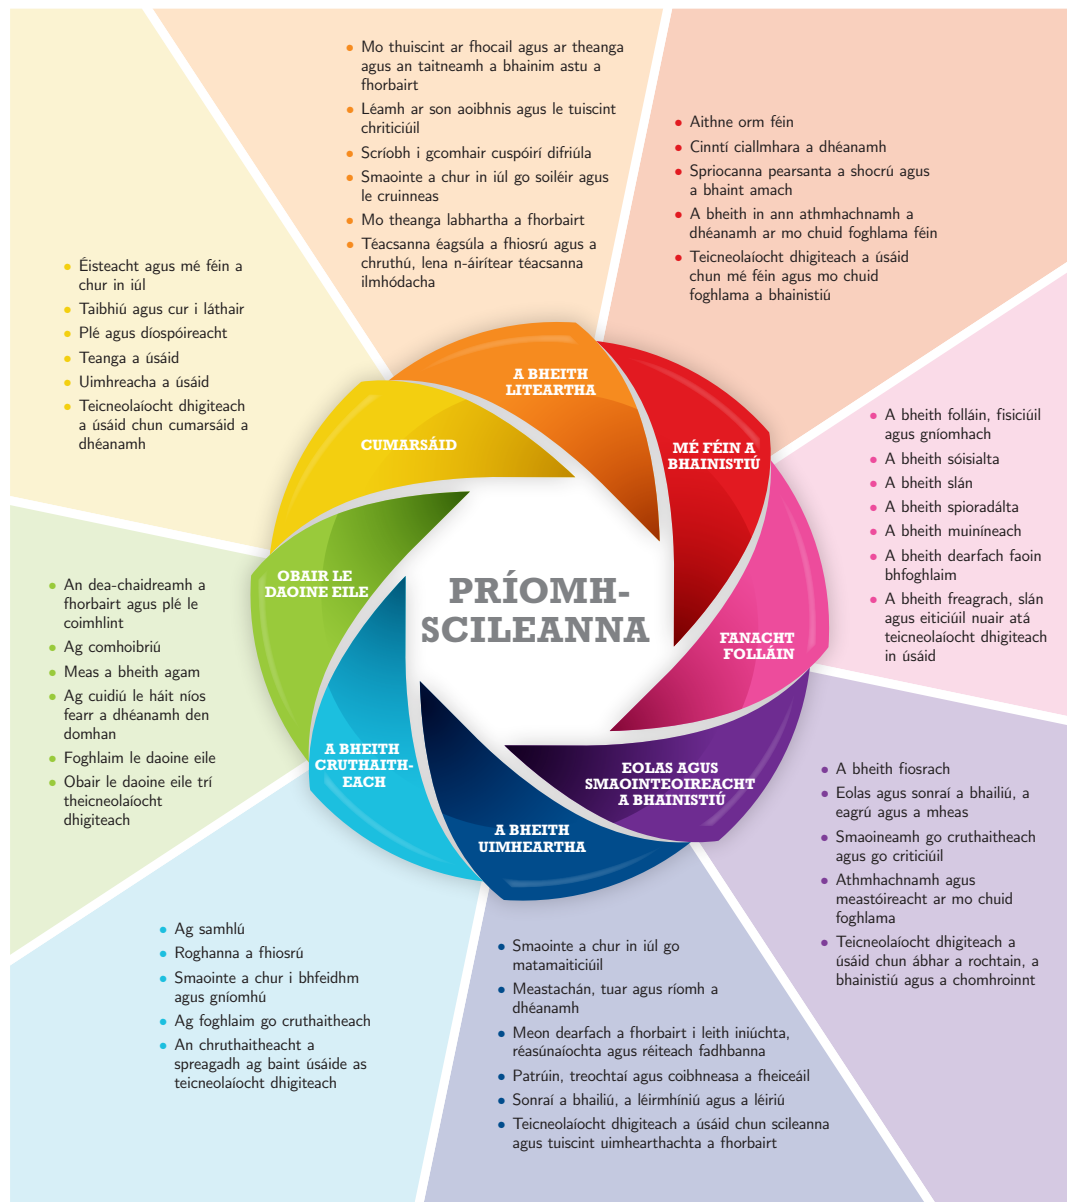 PRÍOMH-
SCILEANNA
A BHEITH
LITEARTHA
• Mo thuiscint ar fhocail agus ar theanga
agus an taitneamh a bhainim astu a
fhorbairt
• Léamh ar son aoibhnis agus le tuiscint
chriticiúil
• Scríobh i gcomhair cuspóirí difriúla
• Smaointe a chur in iúl go soiléir agus
le cruinneas
• Mo theanga labhartha a fhorbairt
• Téacsanna éagsúla a fhiosrú agus a
chruthú, lena n-áirítear téacsanna
ilmhódacha
MÉ FÉIN A
BHAINISTIÚ
• Aithne orm féin
• Cinntí ciallmhara a dhéanamh
• Spriocanna pearsanta a shocrú agus
a bhaint amach
• A bheith in ann athmhachnamh a
dhéanamh ar mo chuid foghlama féin
• Teicneolaíocht dhigiteach a úsáid
chun mé féin agus mo chuid
foghlama a bhainistiú
FANACHT
FOLLÁIN
• A bheith folláin, fisiciúil
agus gníomhach
• A bheith sóisialta
• A bheith slán
• A bheith spioradálta
• A bheith muiníneach
• A bheith dearfach faoin
bhfoghlaim
• A bheith freagrach, slán
agus eiticiúil nuair atá
teicneolaíocht dhigiteach
in úsáid
EOLAS AGUS
SMAOINTEOIREACHT
A BHAINISTIÚ
• A bheith fiosrach
• Eolas agus sonraí a bhailiú, a
eagrú agus a mheas
• Smaoineamh go cruthaitheach
agus go criticiúil
• Athmhachnamh agus
meastóireacht ar mo chuid
foghlama
• Teicneolaíocht dhigiteach a
úsáid chun ábhar a rochtain, a
bhainistiú agus a chomhroinnt
A BHEITH
UIMHEARTHA
• Smaointe a chur in iúl go
matamaiticiúil
• Meastachán, tuar agus ríomh a
dhéanamh
• Meon dearfach a fhorbairt i leith iniúchta,
réasúnaíochta agus réiteach fadhbanna
• Patrúin, treochtaí agus coibhneasa a fheiceáil
• Sonraí a bhailiú, a léirmhíniú agus a léiriú
• Teicneolaíocht dhigiteach a úsáid chun scileanna
agus tuiscint uimhearthachta a fhorbairt
A BHEITH
CRUTHAITH-
EACH
• Ag samhlú
• Roghanna a fhiosrú
• Smaointe a chur i bhfeidhm
agus gníomhú
• Ag foghlaim go cruthaitheach
• An chruthaitheacht a
spreagadh ag baint úsáide as
teicneolaíocht dhigiteach
OBAIR LE
DAOINE EILE
• An dea-chaidreamh a
fhorbairt agus plé le
coimhlint
• Ag comhoibriú
• Meas a bheith agam
• Ag cuidiú le háit níos
fearr a dhéanamh den
domhan
• Foghlaim le daoine eile
• Obair le daoine eile trí
theicneolaíocht
dhigiteach
CUMARSÁID
• Éisteacht agus mé féin a
chur in iúl
• Taibhiú agus cur i láthair
• Plé agus díospóireacht
• Teanga a úsáid
• Uimhreacha a úsáid
• Teicneolaíocht dhigiteach
a úsáid chun cumarsáid a
dhéanamh